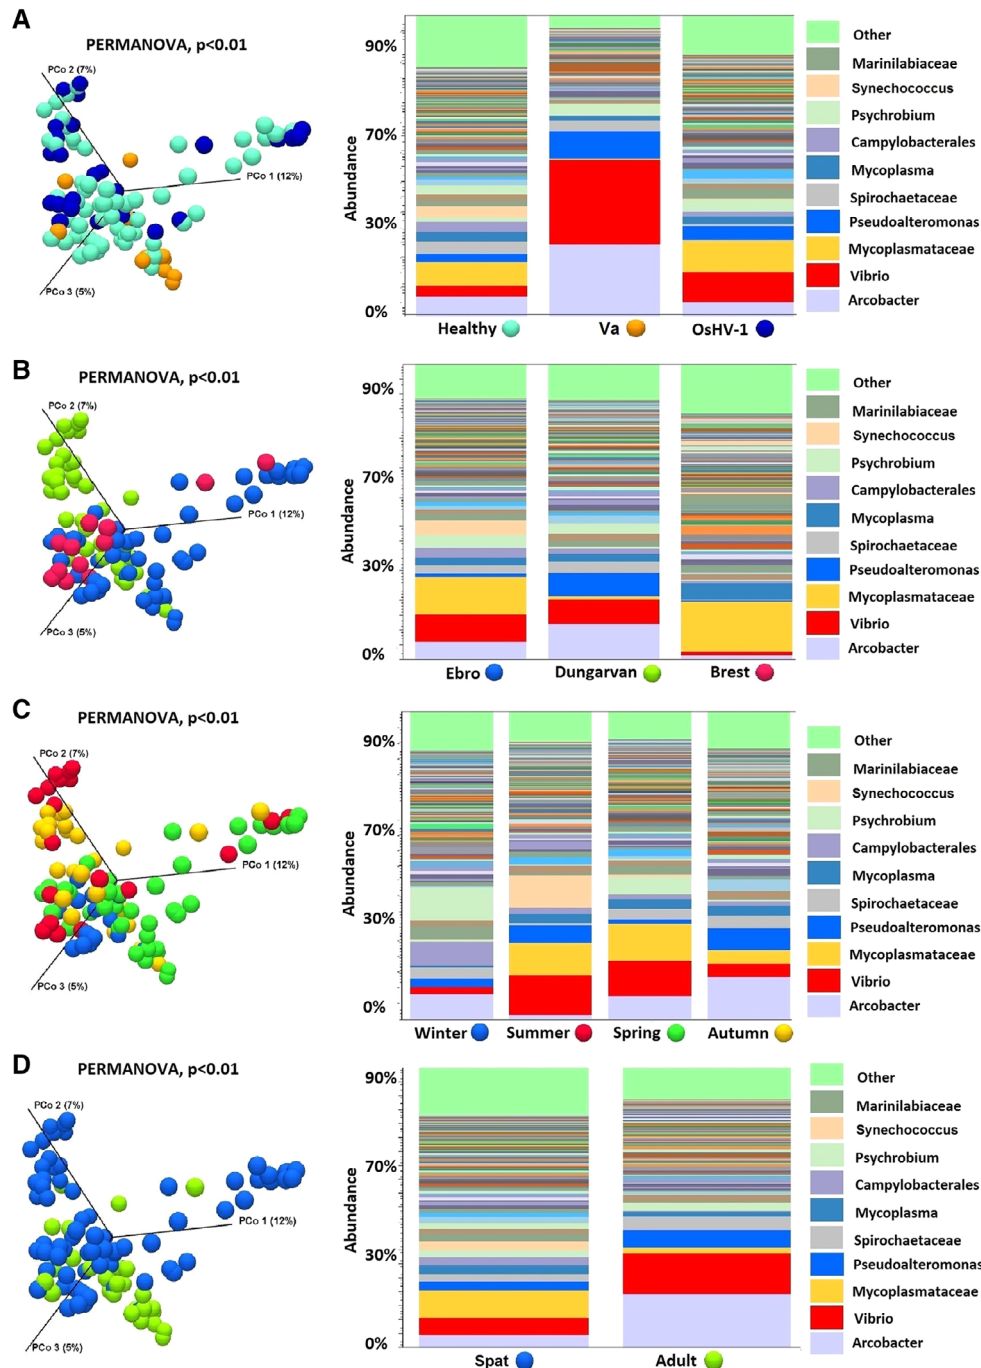 A
PERMANOVA, p<0.01
PCo 2 (7%)
PCo 1 (12%)
PCo 3 (5%)
Abundance
90%
70%
30%
0%
Healthy
Va
OsHV-1
Other
Marinilabiaceae
Synechococcus
Psychrobium
Campylobacterales
Mycoplasma
Spirochaetaceae
Pseudoalteromonas
Mycoplasmataceae
Vibrio
Arcobacter
B
PERMANOVA, p<0.01
PCo 2 (7%)
PCo 1 (12%)
PCo 3 (5%)
Abundance
90%
70%
30%
0%
Ebro
Dungarvan
Brest
Other
Marinilabiaceae
Synechococcus
Psychrobium
Campylobacterales
Mycoplasma
Spirochaetaceae
Pseudoalteromonas
Mycoplasmataceae
Vibrio
Arcobacter
C
PERMANOVA, p<0.01
PCo 2 (7%)
PCo 1 (12%)
PCo 3 (5%)
Abundance
90%
70%
30%
0%
Winter
Summer
Spring
Autumn
Other
Marinilabiaceae
Synechococcus
Psychrobium
Campylobacterales
Mycoplasma
Spirochaetaceae
Pseudoalteromonas
Mycoplasmataceae
Vibrio
Arcobacter
D
PERMANOVA, p<0.01
PCo 2 (7%)
PCo 1 (12%)
PCo 3 (5%)
Abundance
90%
70%
30%
0%
Spat
Adult
Other
Marinilabiaceae
Synechococcus
Psychrobium
Campylobacterales
Mycoplasma
Spirochaetaceae
Pseudoalteromonas
Mycoplasmataceae
Vibrio
Arcobacter